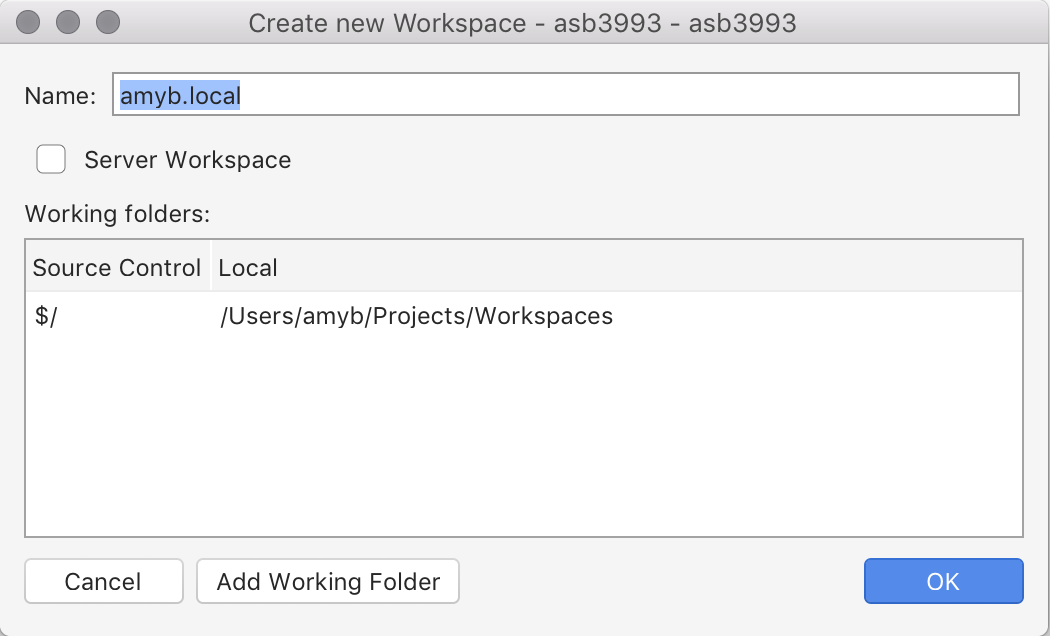 Create new Workspace - asb3993 - asb3993
Name: amyb.local
Server Workspace
Working folders:
Source Control Local
$/ /Users/amyb/Projects/Workspaces
Cancel Add Working Folder OK